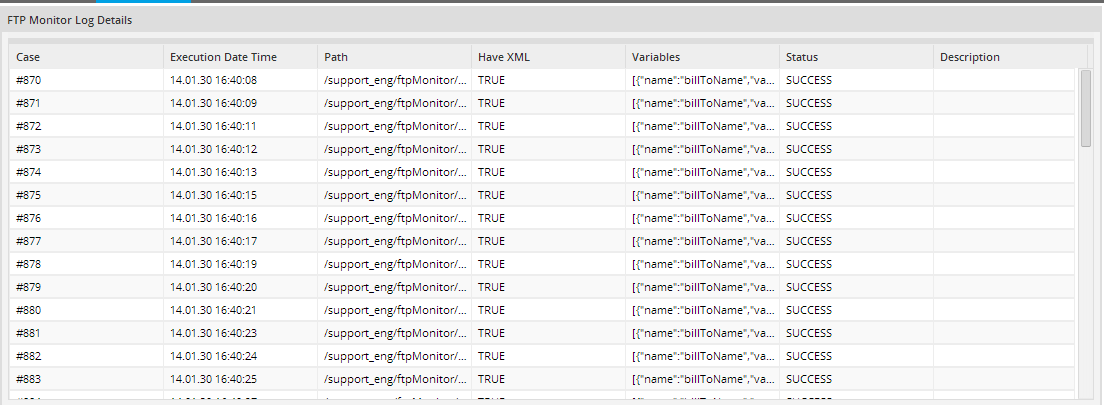 FTP Monitor Log Details
Case Execution Date Time Path Have XML Variables Status Description
#870 14.01.30 16:40:08 /support_eng/ftpMonitor/... TRUE [{"name":"billToName","va... SUCCESS
#871 14.01.30 16:40:09 /support_eng/ftpMonitor/... TRUE [{"name":"billToName","va... SUCCESS
#872 14.01.30 16:40:11 /support_eng/ftpMonitor/... TRUE [{"name":"billToName","va... SUCCESS
#873 14.01.30 16:40:12 /support_eng/ftpMonitor/... TRUE [{"name":"billToName","va... SUCCESS
#874 14.01.30 16:40:13 /support_eng/ftpMonitor/... TRUE [{"name":"billToName","va... SUCCESS
#875 14.01.30 16:40:15 /support_eng/ftpMonitor/... TRUE [{"name":"billToName","va... SUCCESS
#876 14.01.30 16:40:16 /support_eng/ftpMonitor/... TRUE [{"name":"billToName","va... SUCCESS
#877 14.01.30 16:40:17 /support_eng/ftpMonitor/... TRUE [{"name":"billToName","va... SUCCESS
#878 14.01.30 16:40:19 /support_eng/ftpMonitor/... TRUE [{"name":"billToName","va... SUCCESS
#879 14.01.30 16:40:20 /support_eng/ftpMonitor/... TRUE [{"name":"billToName","va... SUCCESS
#880 14.01.30 16:40:21 /support_eng/ftpMonitor/... TRUE [{"name":"billToName","va... SUCCESS
#881 14.01.30 16:40:23 /support_eng/ftpMonitor/... TRUE [{"name":"billToName","va... SUCCESS
#882 14.01.30 16:40:24 /support_eng/ftpMonitor/... TRUE [{"name":"billToName","va... SUCCESS
#883 14.01.30 16:40:25 /support_eng/ftpMonitor/... TRUE [{"name":"billToName","va... SUCCESS